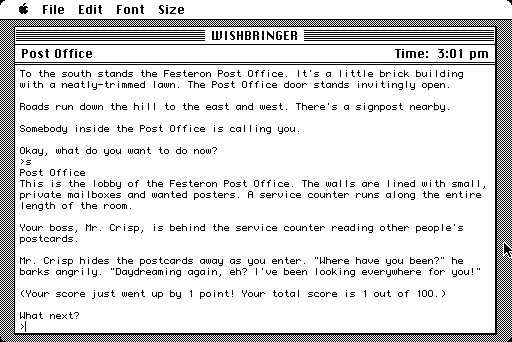 File Edit Font Size
WISHBRINGER
Post Office Time: 3:01 pm
To the south stands the Festeron Post Office. It's a little brick building
with a neatly-trimmed lawn. The Post Office door stands invitingly open.
Roads run down the hill to the east and west. There's a signpost nearby.
Somebody inside the Post Office is calling you.
Okay, what do you want to do now?
>s
Post Office
This is the lobby of the Festeron Post Office. The walls are lined with small,
private mailboxes and wanted posters. A service counter runs along the entire
length of the room.
Your boss, Mr. Crisp, is behind the service counter reading other people's
postcards.
Mr. Crisp hides the postcards away as you enter. "Where have you been?" he
barks angrily. "Daydreaming again, eh? I've been looking everywhere for you!"
(Your score just went up by 1 point! Your total score is 1 out of 100.)
What next?
>